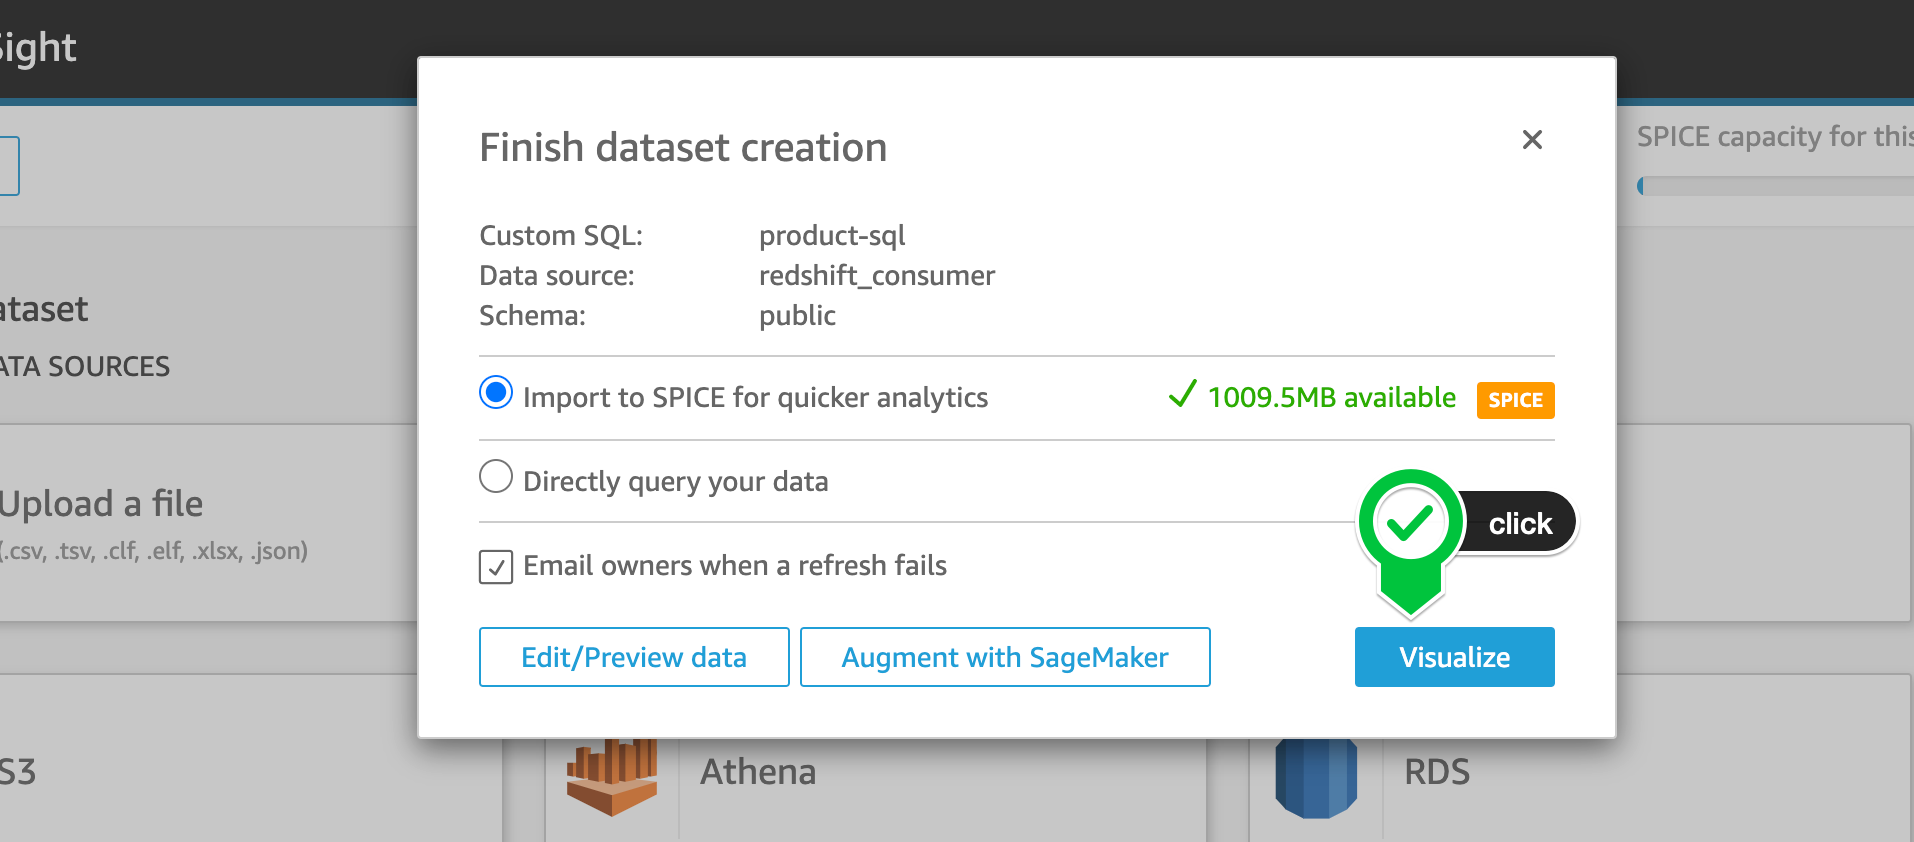 Sight
SPICE capacity for this
Finish dataset creation
Custom SQL: product-sql
Data source: redshift_consumer
Schema: public
ataset
ATA SOURCES
Import to SPICE for quicker analytics 1009.5MB available SPICE
Directly query your data
Upload a file
(.csv, .tsv, .clf, .elf, .xlsx, .json)
click
Email owners when a refresh fails
Edit/Preview data Augment with SageMaker Visualize
S3 Athena RDS